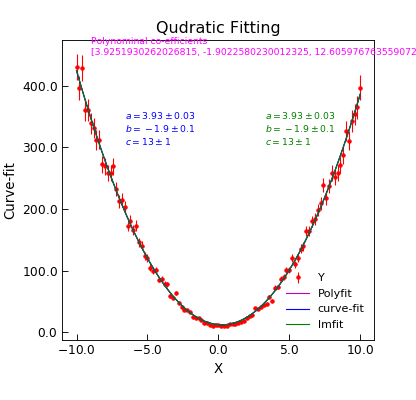 Qudratic Fitting
Polynominal co-efficients
[3.9251930262026815, -1.9022580230012325, 12.605976763559072
400.0
300.0
200.0
100.0
0.0
Curve-fit
a = 3.93 ± 0.03
b = −1.9 ± 0.1
c = 13 ± 1
a = 3.93 ± 0.03
b = −1.9 ± 0.1
c = 13 ± 1
Y
Polyfit
curve-fit
lmfit
−10.0 −5.0 0.0 5.0 10.0
X